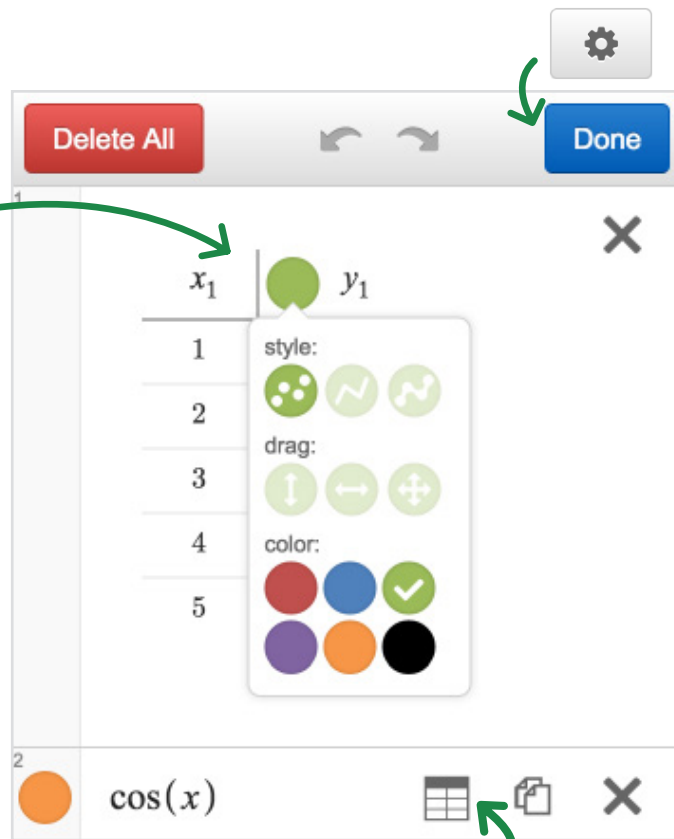 Delete All
Done
1
x₁ y₁
1
style:
2
drag:
3
4
color:
5
2
cos(x)